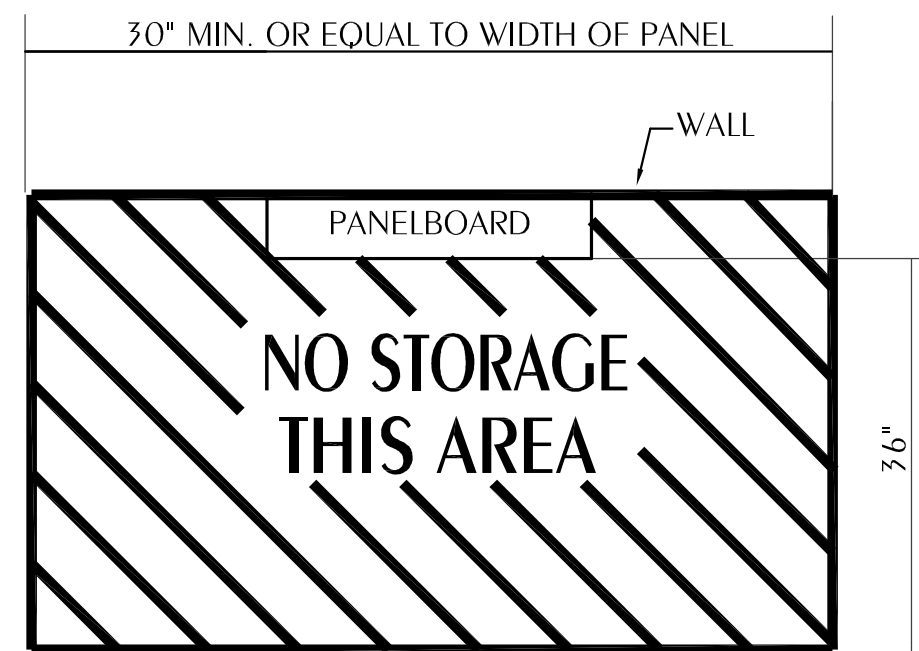 30" MIN. OR EQUAL TO WIDTH OF PANEL
WALL
PANELBOARD
NO STORAGE
THIS AREA
36"